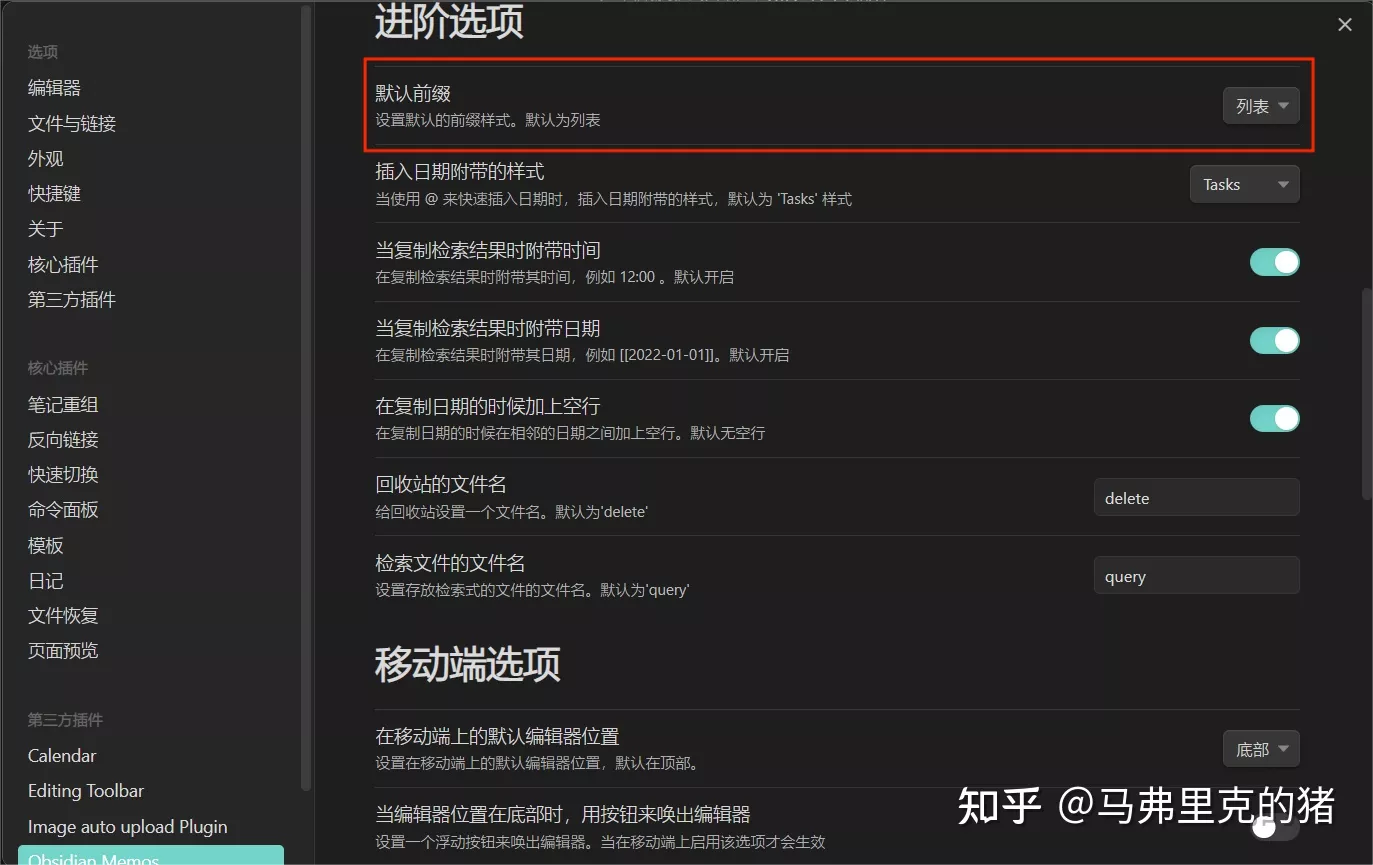 选项
编辑器
文件与链接
外观
快捷键
关于
核心插件
第三方插件
核心插件
笔记重组
反向链接
快速切换
命令面板
模板
日记
文件恢复
页面预览
第三方插件
Calendar
Editing Toolbar
Image auto upload Plugin
Obsidian Memos
进阶选项
默认前缀
设置默认的前缀样式。默认为列表
列表
插入日期附带的样式
当使用 @ 来快速插入日期时，插入日期附带的样式，默认为 'Tasks' 样式
Tasks
当复制检索结果时附带时间
在复制检索结果时附带其时间，例如 12:00 。默认开启
当复制检索结果时附带日期
在复制检索结果时附带其日期，例如 [[2022-01-01]]。默认开启
在复制日期的时候加上空行
在复制日期的时候在相邻的日期之间加上空行。默认无空行
回收站的文件名
给回收站设置一个文件名。默认为'delete'
delete
检索文件的文件名
设置存放检索式的文件的文件名。默认为'query'
query
移动端选项
在移动端上的默认编辑器位置
设置在移动端上的默认编辑器位置，默认在顶部。
底部
当编辑器位置在底部时，用按钮来唤出编辑器
设置一个浮动按钮来唤出编辑器。当在移动端上启用该选项才会生效
知乎 @马弗里克的猪